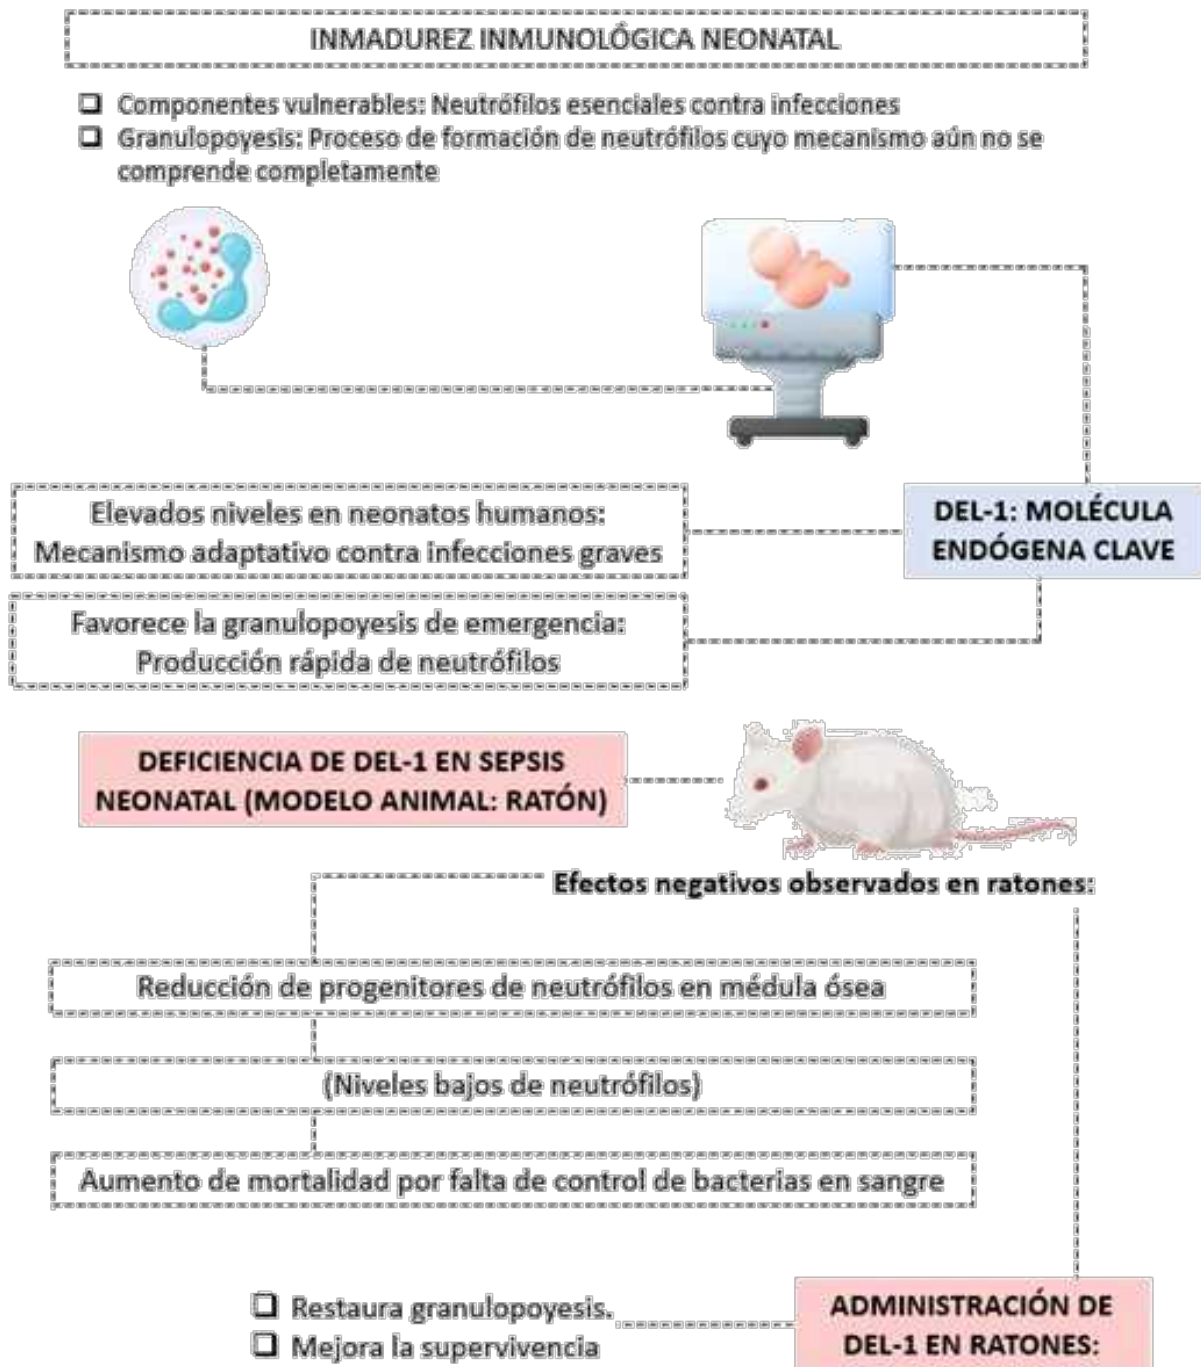 INMADUREZ INMUNOLÓGICA NEONATAL
❑ Componentes vulnerables: Neutrófilos esenciales contra infecciones
❑ Granulopoyesis: Proceso de formación de neutrófilos cuyo mecanismo aún no se
comprende completamente
Elevados niveles en neonatos humanos:
Mecanismo adaptativo contra infecciones graves
DEL-1: MOLÉCULA
ENDÓGENA CLAVE
Favorece la granulopoyesis de emergencia:
Producción rápida de neutrófilos
DEFICIENCIA DE DEL-1 EN SEPSIS
NEONATAL (MODELO ANIMAL: RATÓN)
Efectos negativos observados en ratones:
Reducción de progenitores de neutrófilos en médula ósea
(Niveles bajos de neutrófilos)
Aumento de mortalidad por falta de control de bacterias en sangre
❑ Restaura granulopoyesis.
❑ Mejora la supervivencia
ADMINISTRACIÓN DE
DEL-1 EN RATONES: